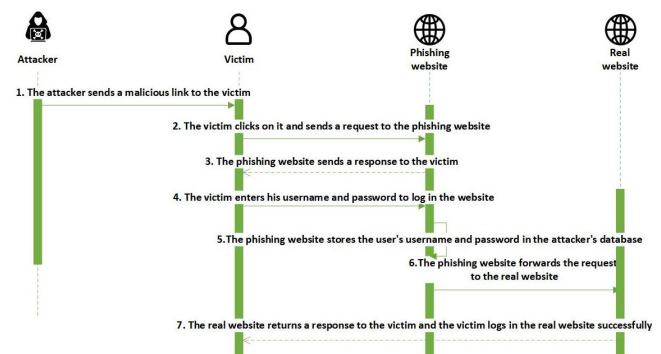 Attacker
Victim
Phishing
website
Real
website
1. The attacker sends a malicious link to the victim
2. The victim clicks on it and sends a request to the phishing website
3. The phishing website sends a response to the victim
4. The victim enters his username and password to log in the website
5.The phishing website stores the user's username and password in the attacker's database
6.The phishing website forwards the request
to the real website
7. The real website returns a response to the victim and the victim logs in the real website successfully